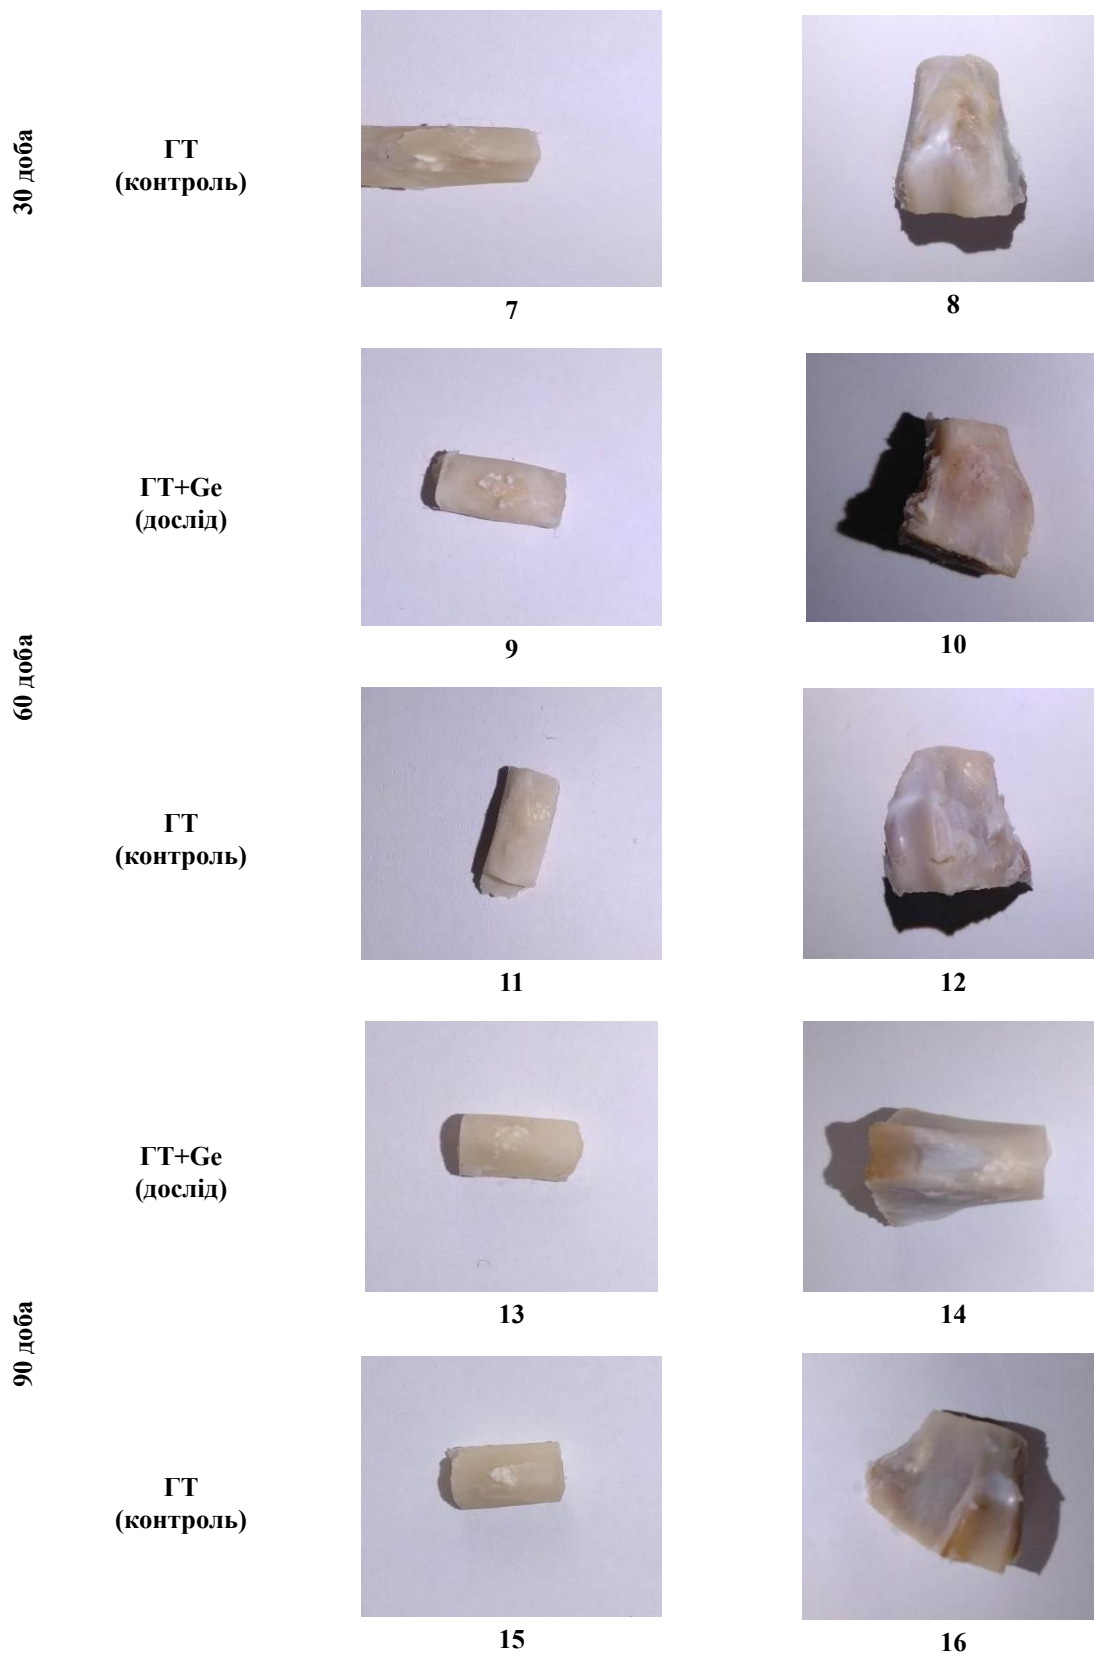 30 доба
ГТ
(контроль)
7
8
60 доба
ГТ+Ge
(дослід)
9
10
ГТ
(контроль)
11
12
90 доба
ГТ+Ge
(дослід)
13
14
ГТ
(контроль)
15
16